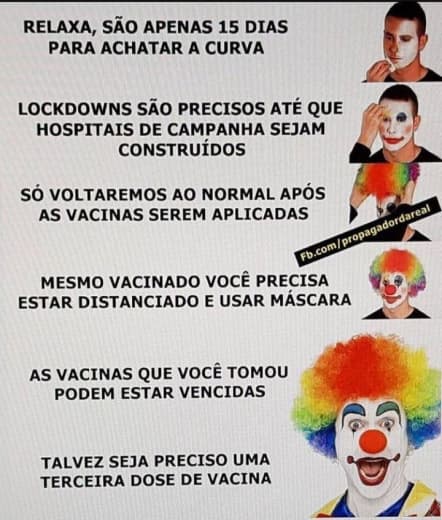 RELAXA, SÃO APENAS 15 DIAS
PARA ACHATAR A CURVA
LOCKDOWNS SÃO PRECISOS ATÉ QUE
HOSPITAIS DE CAMPANHA SEJAM
CONSTRUÍDOS
SÓ VOLTAREMOS AO NORMAL APÓS
AS VACINAS SEREM APLICADAS
Fb.com/propagadordareal
MESMO VACINADO VOCÊ PRECISA
ESTAR DISTANCIADO E USAR MÁSCARA
AS VACINAS QUE VOCÊ TOMOU
PODEM ESTAR VENCIDAS
TALVEZ SEJA PRECISO UMA
TERCEIRA DOSE DE VACINA